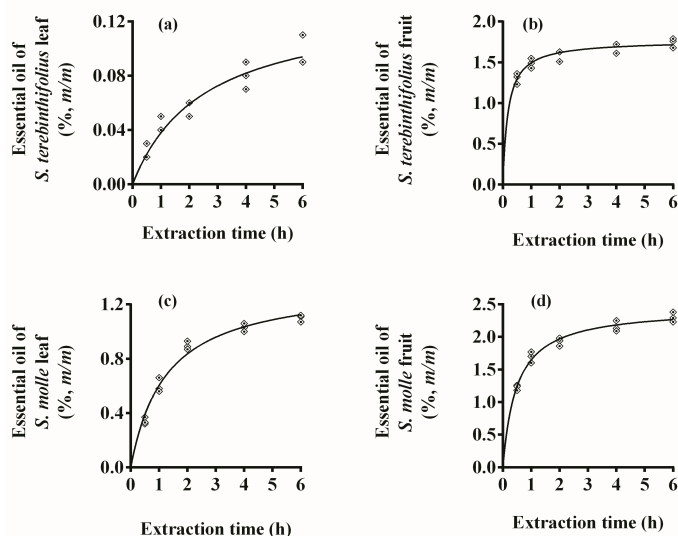 (a)
Essential oil of
S. terebinthifolius leaf
(%, m/m)
0.12
0.08
0.04
0.00
0 1 2 3 4 5 6
Extraction time (h)
(b)
Essential oil of
S. terebinthifolius fruit
(%, m/m)
2.0
1.5
1.0
0.5
0.0
0 1 2 3 4 5 6
Extraction time (h)
(c)
Essential oil of
S. molle leaf
(%, m/m)
1.2
0.8
0.4
0.0
0 1 2 3 4 5 6
Extraction time (h)
(d)
Essential oil of
S. molle fruit
(%, m/m)
2.5
2.0
1.5
1.0
0.5
0.0
0 1 2 3 4 5 6
Extraction time (h)